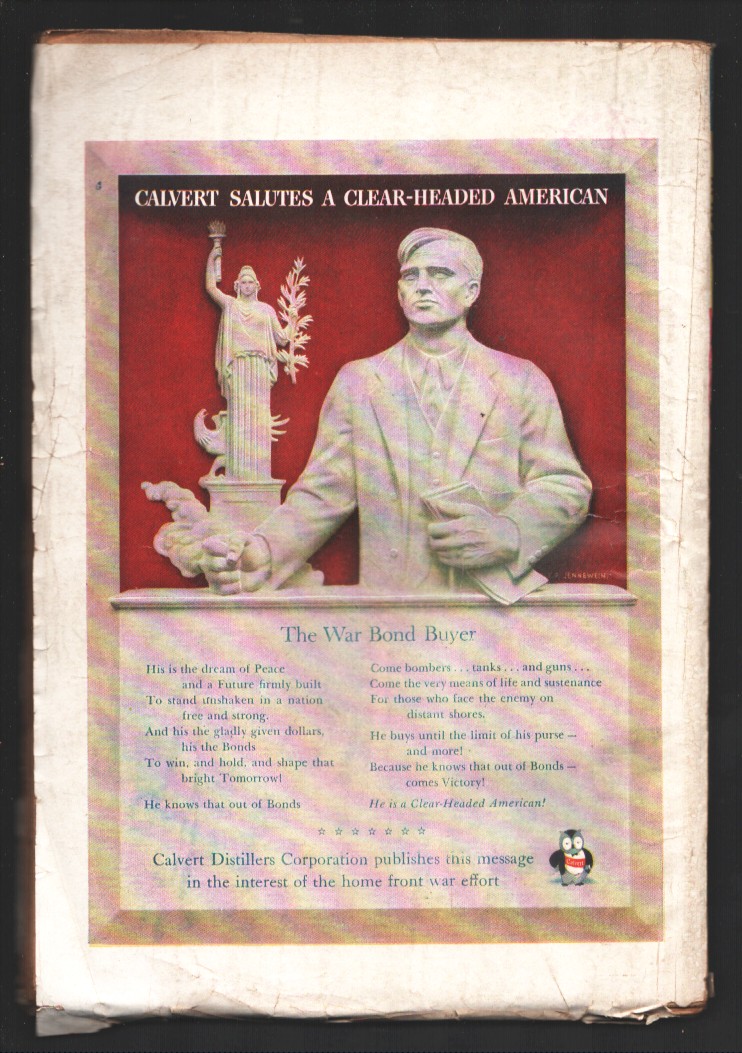 CALVERT SALUTES A CLEAR-HEADED AMERICAN
JENNEWEIN
The War Bond Buyer
His is the dream of Peace
and a Future firmly built
To stand unshaken in a nation
free and strong.
And his the gladly given dollars,
his the Bonds
To win, and hold, and shape that
bright Tomorrow!
He knows that out of Bonds
Come bombers . . . tanks . . . and guns . . .
Come the very means of life and sustenance
For those who face the enemy on
distant shores.
He buys until the limit of his purse —
and more!
Because he knows that out of Bonds —
comes Victory!
He is a Clear-Headed American!
☆ ☆ ☆ ☆ ☆ ☆ ☆
Calvert Distillers Corporation publishes this message
in the interest of the home front war effort
Calvert